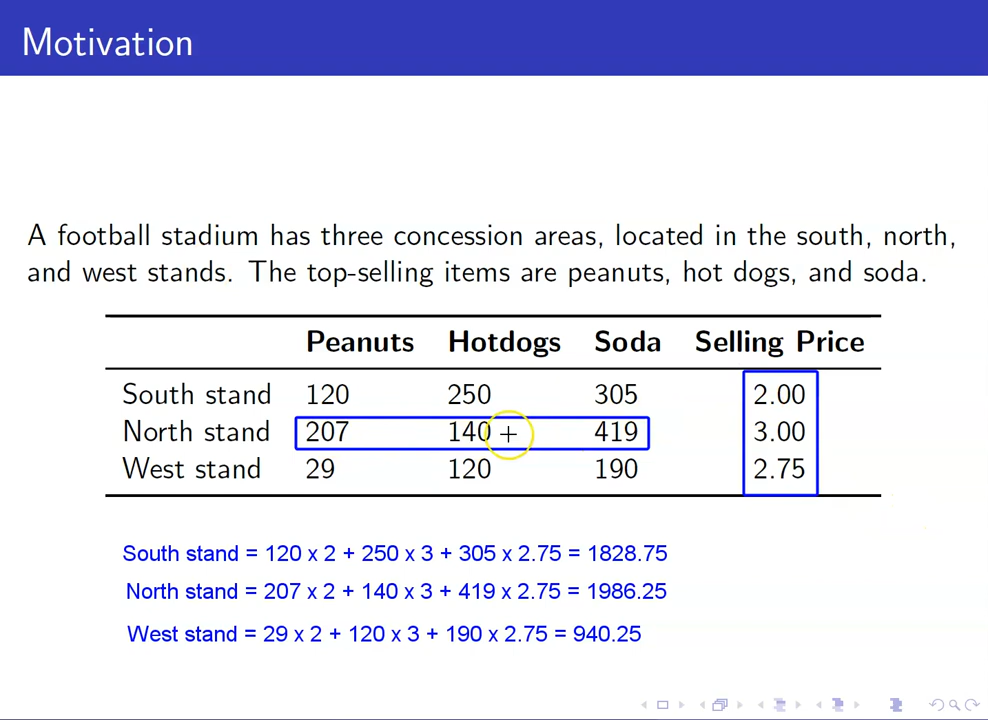 Motivation
A football stadium has three concession areas, located in the south, north,
and west stands. The top-selling items are peanuts, hot dogs, and soda.
Peanuts Hotdogs Soda Selling Price
South stand 120 250 305 2.00
North stand 207 140 419 3.00
West stand 29 120 190 2.75
South stand = 120 x 2 + 250 x 3 + 305 x 2.75 = 1828.75
North stand = 207 x 2 + 140 x 3 + 419 x 2.75 = 1986.25
West stand = 29 x 2 + 120 x 3 + 190 x 2.75 = 940.25